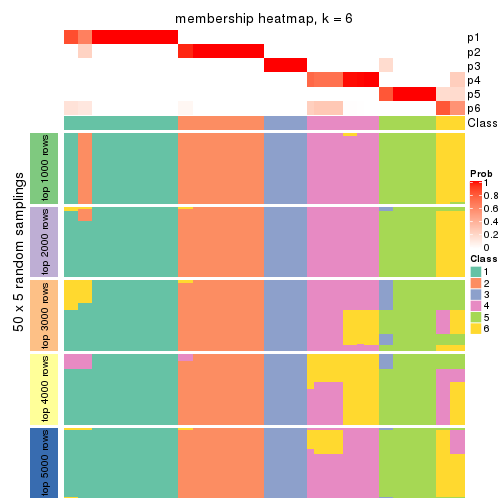 membership heatmap, k = 6
p1
p2
p3
p4
p5
p6
Class
50 x 5 random samplings
top 1000 rows
top 2000 rows
top 3000 rows
top 4000 rows
top 5000 rows
Prob
1
0.8
0.6
0.4
0.2
0
Class
1
2
3
4
5
6